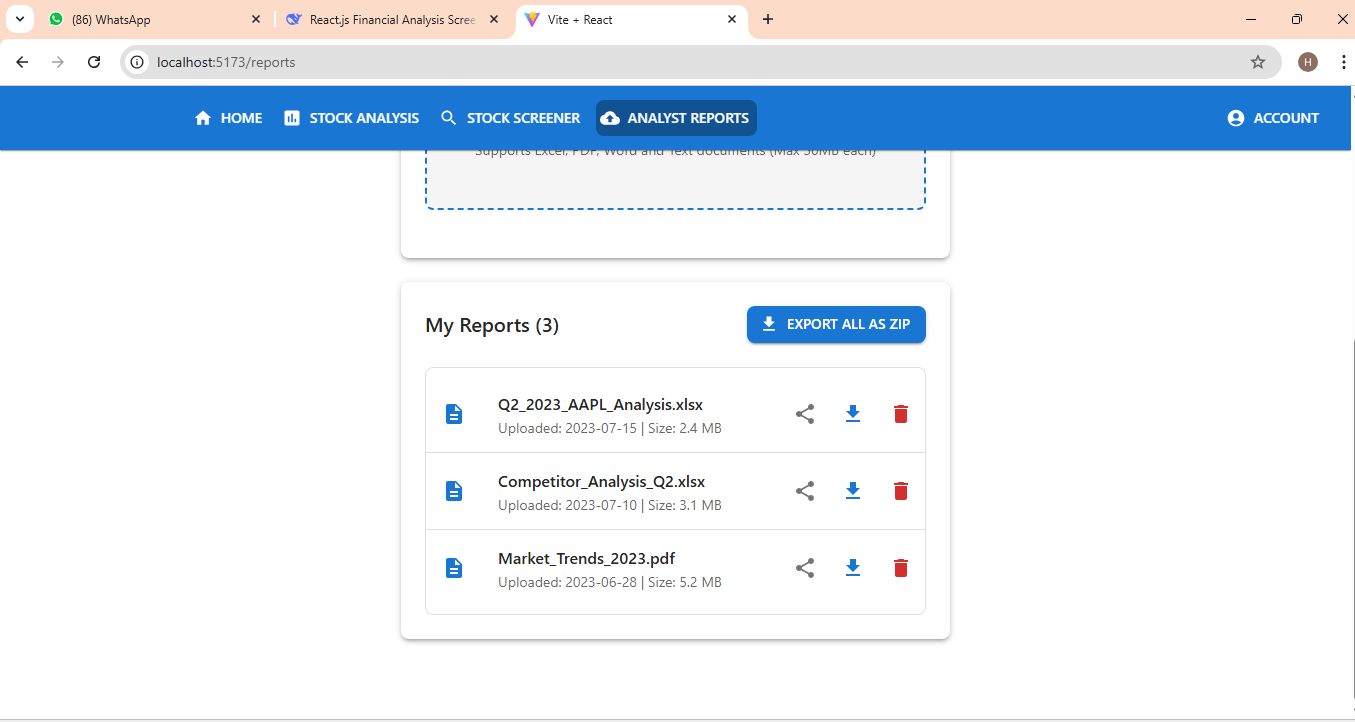 (86) WhatsApp
React.js Financial Analysis Scree
Vite + React
localhost:5173/reports
H
HOME
STOCK ANALYSIS
STOCK SCREENER
ANALYST REPORTS
ACCOUNT
Supports Excel, PDF, Word and Text documents (Max 50MB each)
My Reports (3)
EXPORT ALL AS ZIP
Q2_2023_AAPL_Analysis.xlsx
Uploaded: 2023-07-15 | Size: 2.4 MB
Competitor_Analysis_Q2.xlsx
Uploaded: 2023-07-10 | Size: 3.1 MB
Market_Trends_2023.pdf
Uploaded: 2023-06-28 | Size: 5.2 MB